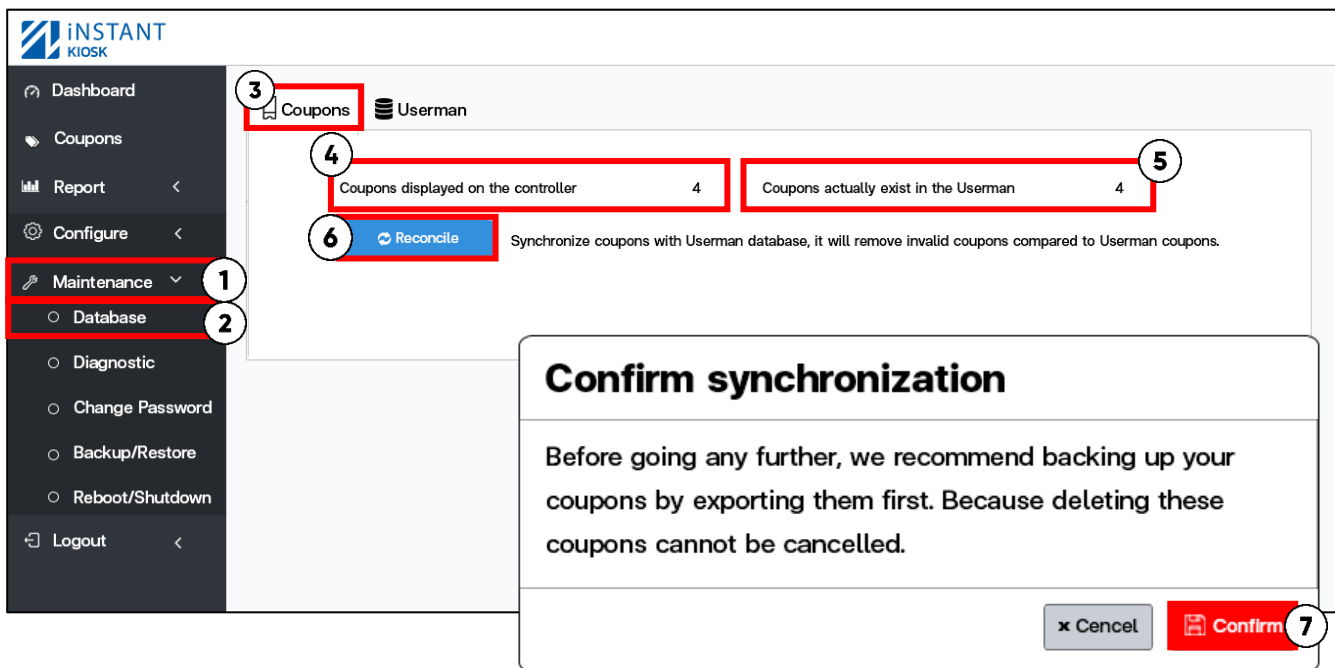 iNSTANT
KIOSK
Dashboard
Coupons
Report
Configure
Maintenance
Database
Diagnostic
Change Password
Backup/Restore
Reboot/Shutdown
Logout
1
2
3
Coupons Userman
4
5
Coupons displayed on the controller 4 Coupons actually exist in the Userman 4
6
Reconcile Synchronize coupons with Userman database, it will remove invalid coupons compared to Userman coupons.
Confirm synchronization
Before going any further, we recommend backing up your
coupons by exporting them first. Because deleting these
coupons cannot be cancelled.
× Cencel Confirm 7